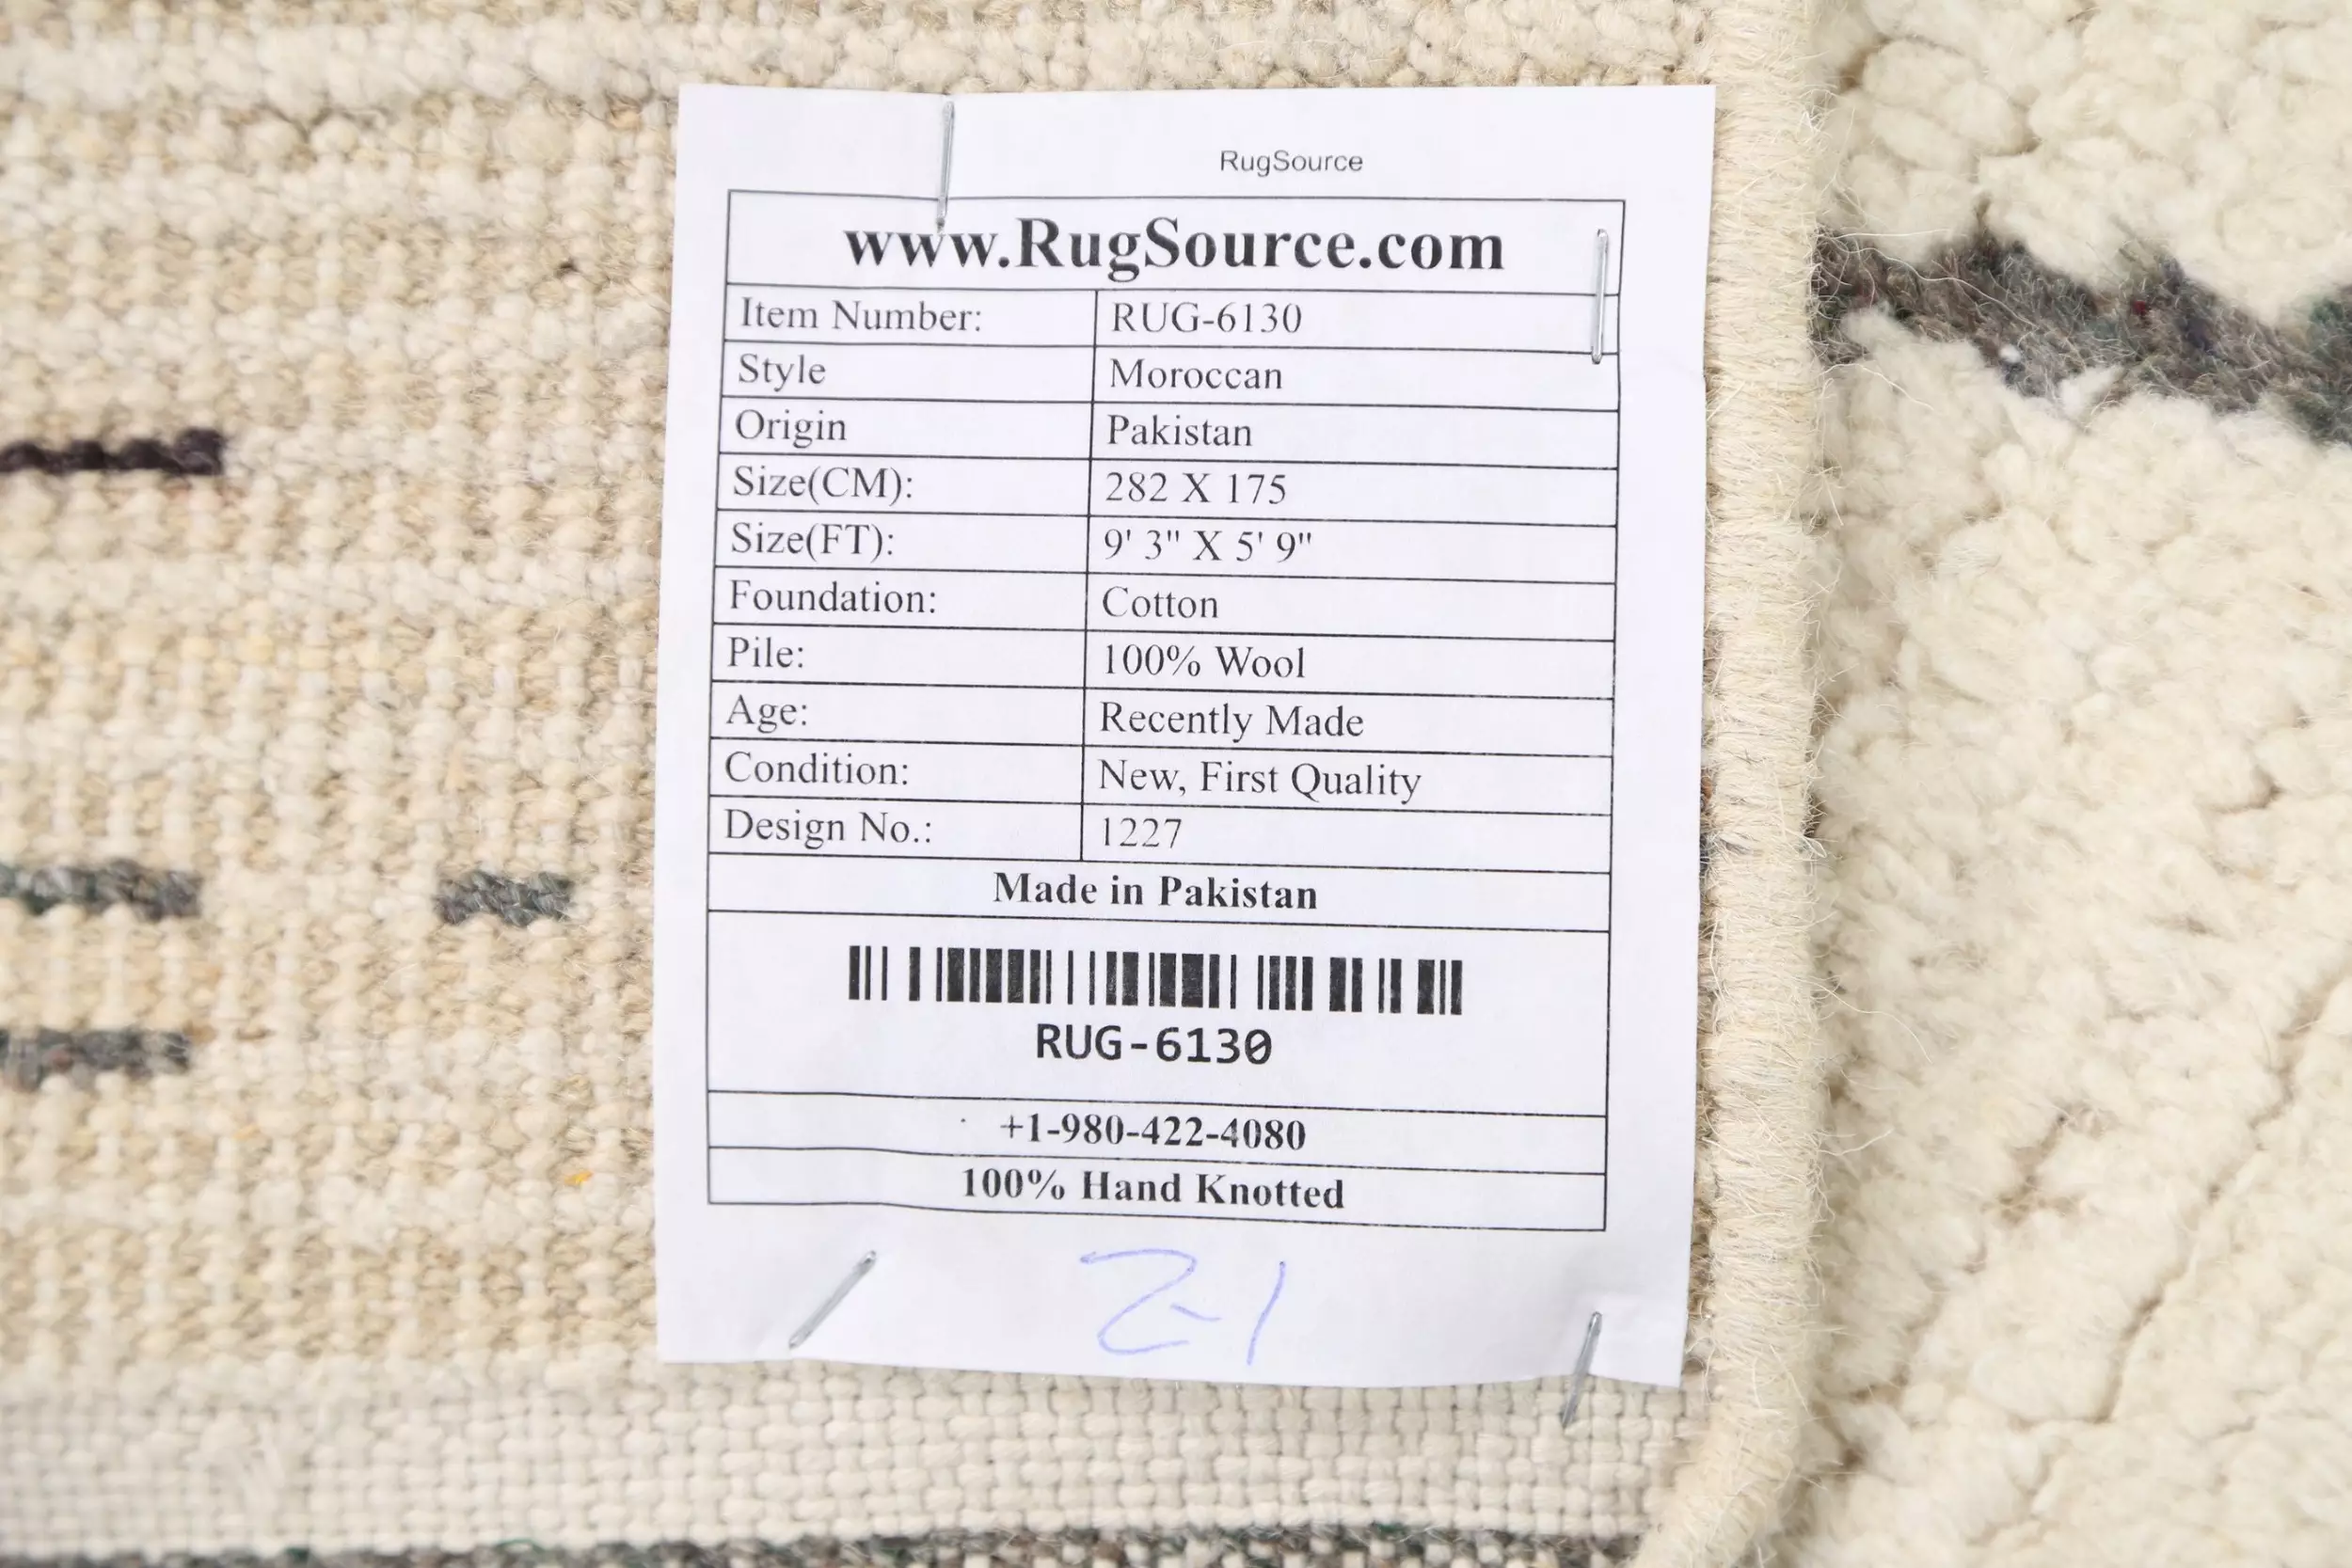 RugSource
www.RugSource.com
Item Number: RUG-6130
Style Moroccan
Origin Pakistan
Size(CM): 282 X 175
Size(FT): 9' 3" X 5' 9"
Foundation: Cotton
Pile: 100% Wool
Age: Recently Made
Condition: New, First Quality
Design No.: 1227
Made in Pakistan
RUG-6130
+1-980-422-4080
100% Hand Knotted
Z-1